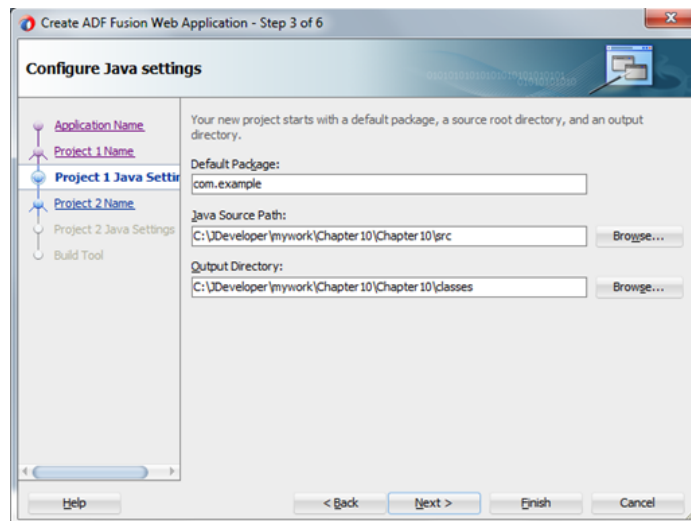 Create ADF Fusion Web Application - Step 3 of 6
Configure Java settings
Application Name
Project 1 Name
Project 1 Java Settin
Project 2 Name
Project 2 Java Settings
Build Tool
Your new project starts with a default package, a source root directory, and an output
directory.
Default Package:
com.example
Java Source Path:
C:\JDeveloper\mywork\Chapter10\Chapter10\src
Browse...
Output Directory:
C:\JDeveloper\mywork\Chapter10\Chapter10\classes
Browse...
Help
< Back
Next >
Finish
Cancel